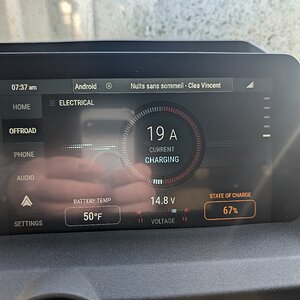 07:37 am
Android
Nuits sans sommeil - Clea Vincent
HOME
ELECTRICAL
OFFROAD
PHONE
AUDIO
SETTINGS
19 A
CURRENT
CHARGING
BATTERY TEMP
50°F
14.8 v
11 16
VOLTAGE
STATE OF CHARGE
67%